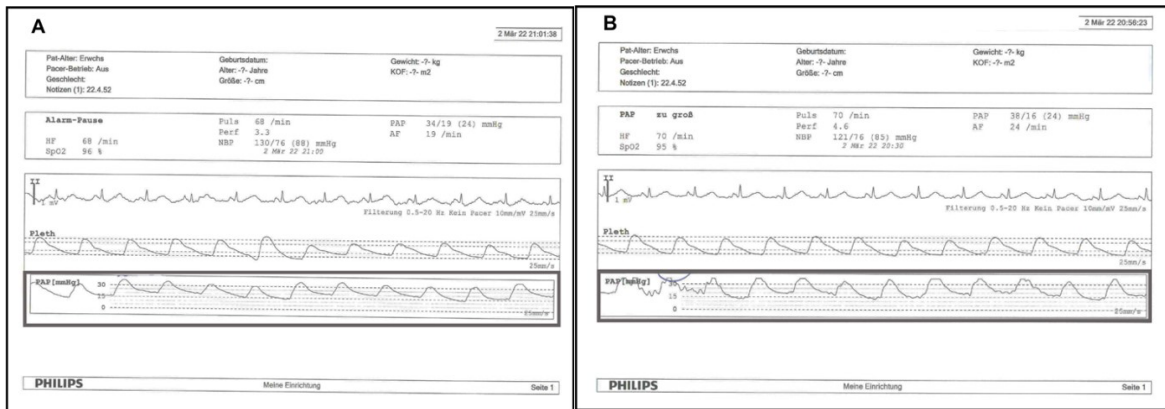 A
2 Mär 22 21:01:38
Pat-Alter: Erwchs
Pacer-Betrieb: Aus
Geschlecht:
Notizen (1): 22.4.52
Geburtsdatum:
Alter: -?- Jahre
Größe: -?- cm
Gewicht: -?- kg
KOF: -?- m2
Alarm-Pause
HF 68 /min
SpO2 96 %
Puls 68 /min
Perf 3.3
NBP 130/76 (88) mmHg
2 Mär 22 21:00
PAP 34/19 (24) mmHg
AF 19 /min
II
1 mV
Filterung 0.5-20 Hz Kein Pacer 10mm/mV 25mm/s
Pleth
25mm/s
PAP[mmHg]
30
15
0
25mm/s
PHILIPS
Meine Einrichtung
Seite 1
B
2 Mär 22 20:56:23
Pat-Alter: Erwchs
Pacer-Betrieb: Aus
Geschlecht:
Notizen (1): 22.4.52
Geburtsdatum:
Alter: -?- Jahre
Größe: -?- cm
Gewicht: -?- kg
KOF: -?- m2
PAP zu groß
HF 70 /min
SpO2 95 %
Puls 70 /min
Perf 4.6
NBP 121/76 (85) mmHg
2 Mär 22 20:30
PAP 38/16 (24) mmHg
AF 24 /min
II
1 mV
Filterung 0.5-20 Hz Kein Pacer 10mm/mV 25mm/s
Pleth
25mm/s
PAP[mmHg]
30
15
0
25mm/s
PHILIPS
Meine Einrichtung
Seite 1